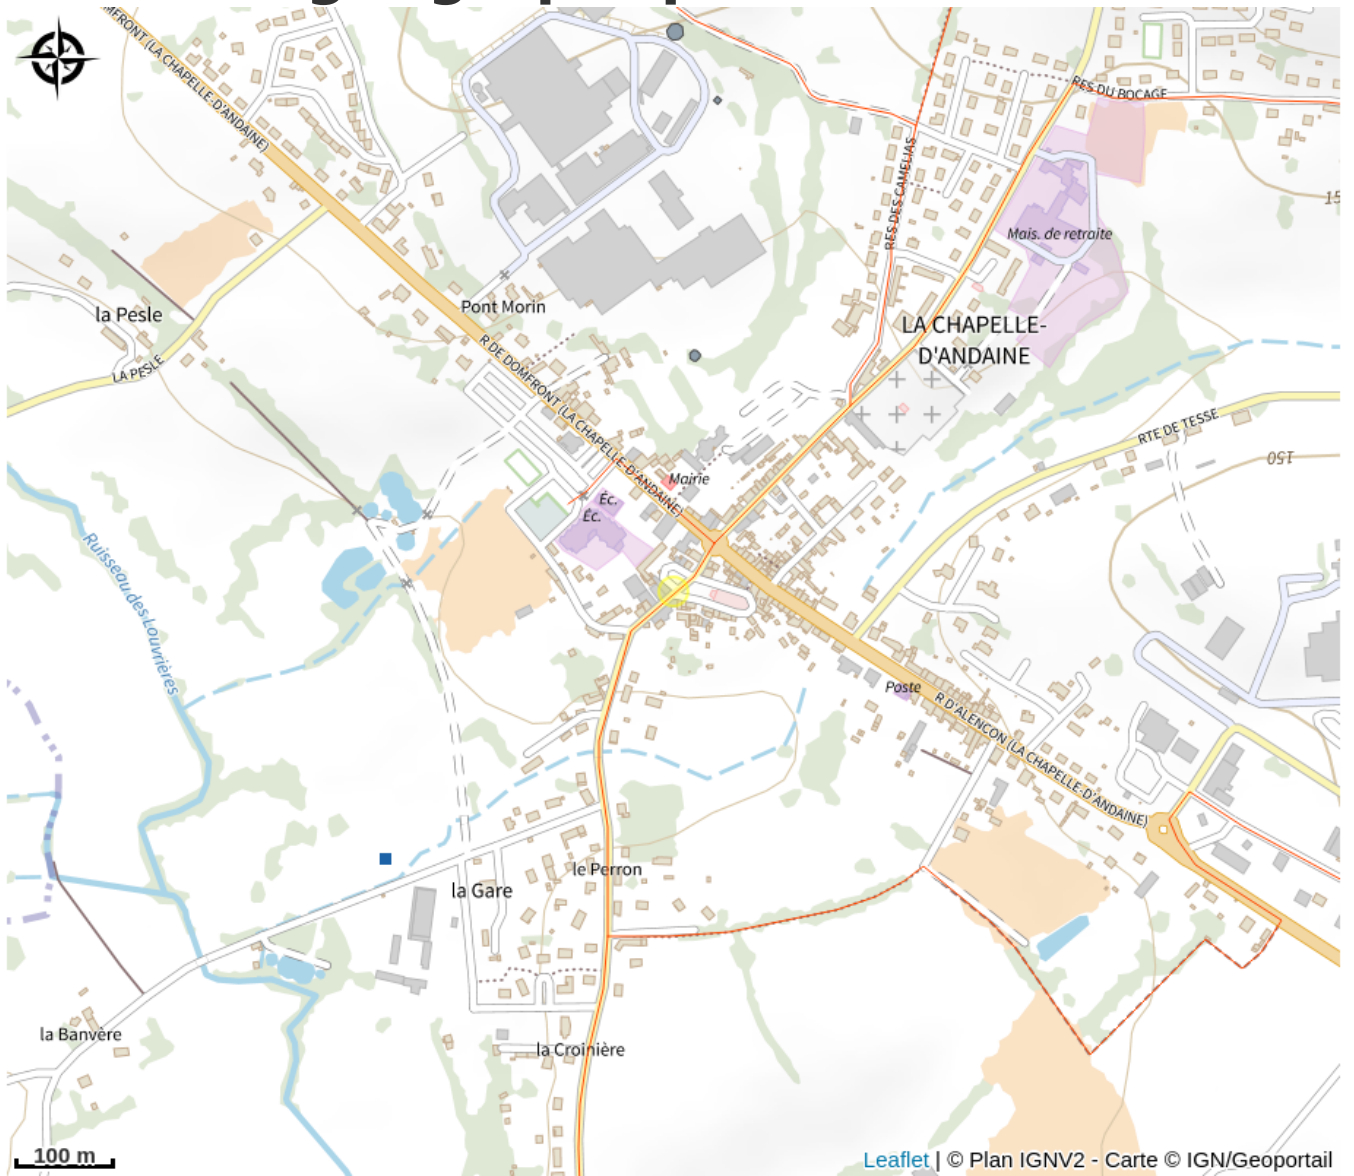 MFRONT (LA CHAPELLE-D'ANDAINE)
RES DU BOCAGE
RES DES CAMELIAS
Mais. de retraite
la Pesle
Pont Morin
LA CHAPELLE-
D'ANDAINE
LA PESLE
R DE DOMFRONT (LA CHAPELLE-D'ANDAINE)
RTE DE TESSE
150
15
Mairie
Éc.
Éc.
Ruisseau des Louvrières
Poste
R D'ALENCON (LA CHAPELLE-D'ANDAINE)
le Perron
la Gare
la Banvère
la Croinière
100 m
Leaflet | © Plan IGNV2 - Carte © IGN/Geoportail